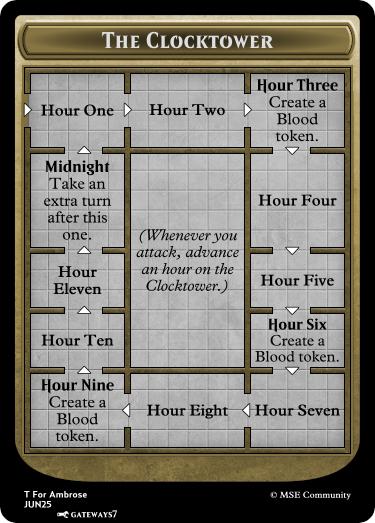 The Clocktower
Hour One
Hour Two
Hour Three
Create a
Blood
token.
Hour Four
Hour Five
Hour Six
Create a
Blood token.
Hour Seven
Hour Eight
Hour Nine
Create a
Blood
token.
Hour Ten
Hour
Eleven
Midnight
Take an
extra turn
after this
one.
(Whenever you
attack, advance
an hour on the
Clocktower.)
T For Ambrose
JUN25
GATEWAYS7
© MSE Community